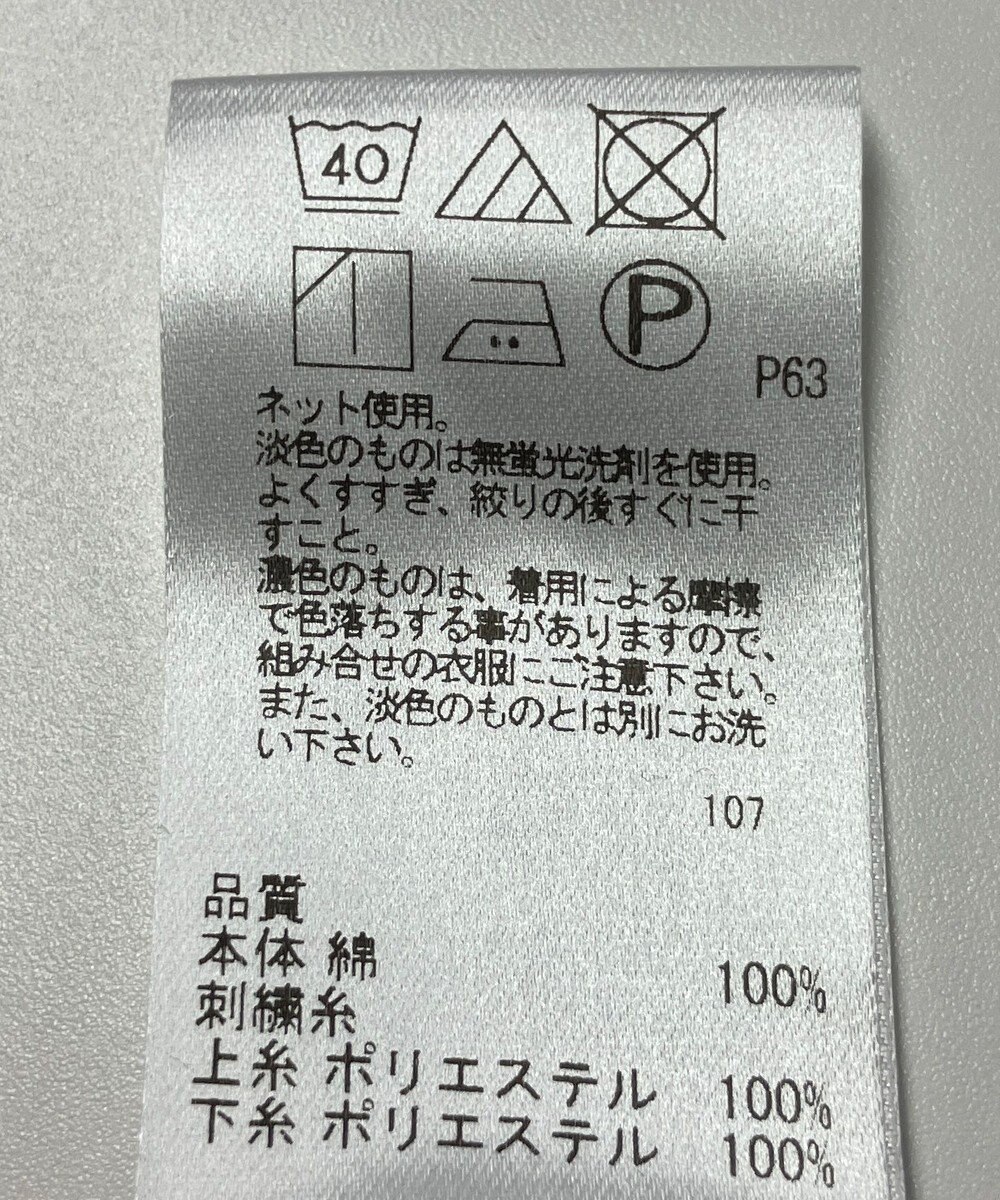 40
P
P63
ネット使用。
淡色のものは無蛍光洗剤を使用。
よくすすぎ、絞りの後すぐに干
すこと。
濃色のものは、着用による摩擦
で色落ちする事がありますので、
組み合せの衣服にご注意下さい。
また、淡色のものとは別にお洗
い下さい。
107
品質
本体 綿 100%
刺繍糸
上糸 ポリエステル 100%
下糸 ポリエステル 100%